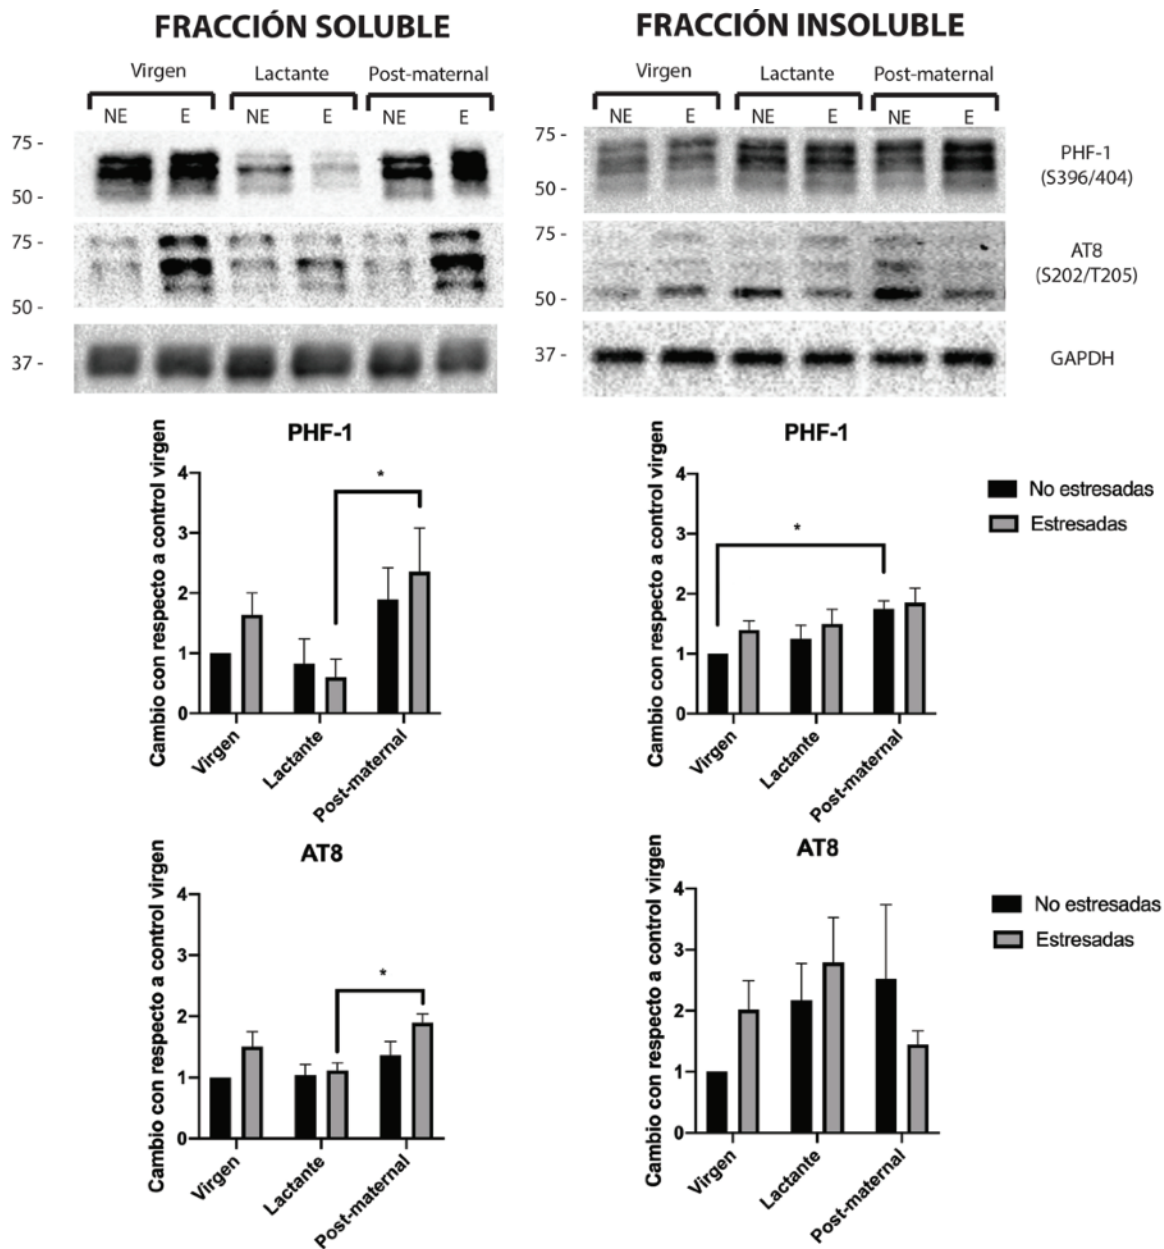 FRACCIÓN SOLUBLE
Virgen Lactante Post-maternal
NE E NE E NE E
75 -
50 -
75 -
50 -
37 -
FRACCIÓN INSOLUBLE
Virgen Lactante Post-maternal
NE E NE E NE E
75 -
50 -
75 -
50 -
37 -
PHF-1
(S396/404)
AT8
(S202/T205)
GAPDH
PHF-1
Cambio con respecto a control virgen
4
3
2
1
0
*
Virgen
Lactante
Post-maternal
PHF-1
Cambio con respecto a control virgen
4
3
2
1
0
*
Virgen
Lactante
Post-maternal
No estresadas
Estresadas
AT8
Cambio con respecto a control virgen
4
3
2
1
0
*
Virgen
Lactante
Post-maternal
AT8
Cambio con respecto a control virgen
4
3
2
1
0
Virgen
Lactante
Post-maternal
No estresadas
Estresadas